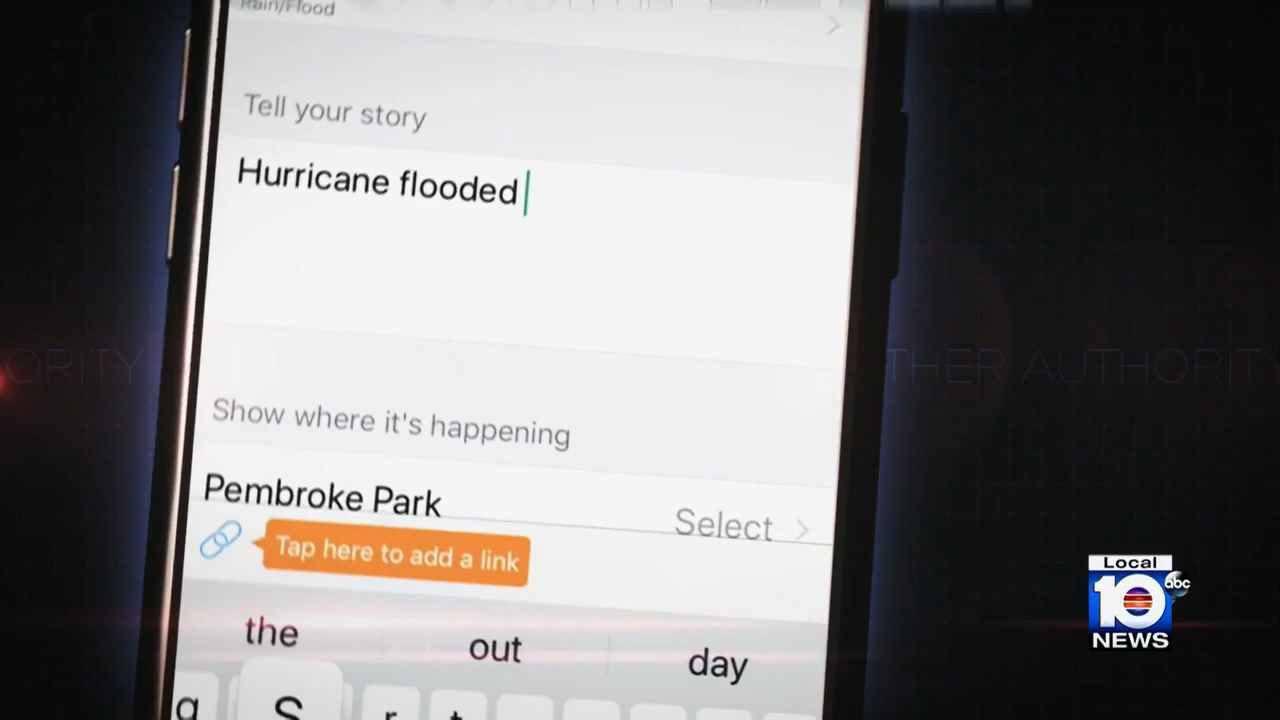 Rain/Flood
Tell your story
Hurricane flooded
Show where it's happening
Pembroke Park
Select
Tap here to add a link
ORITY
THER AUTHORITY
the
out
day
Local
10
abc
NEWS
S
r
t